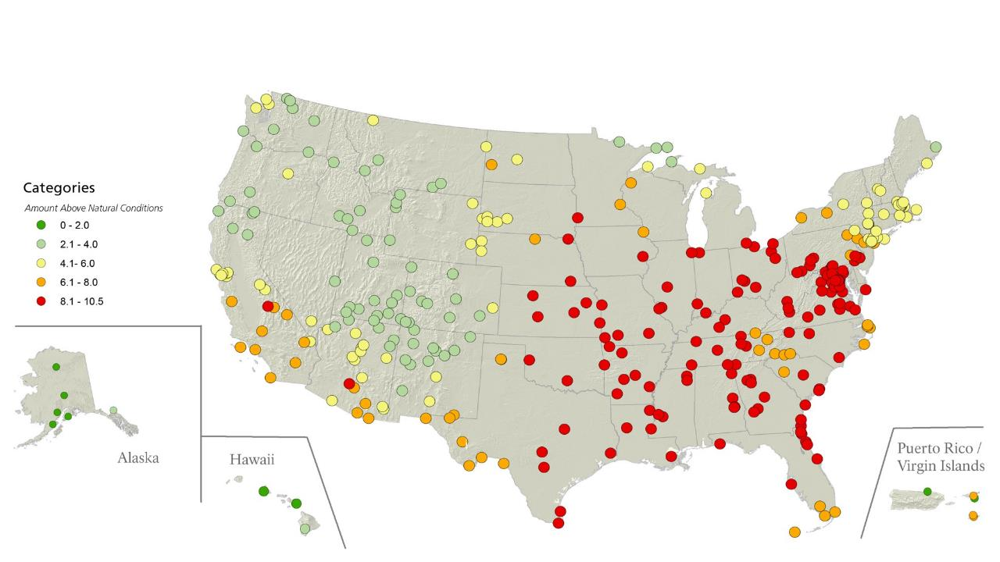 Categories
Amount Above Natural Conditions
0 - 2.0
2.1 - 4.0
4.1- 6.0
6.1 - 8.0
8.1 - 10.5
Alaska
Hawaii
Puerto Rico /
Virgin Islands